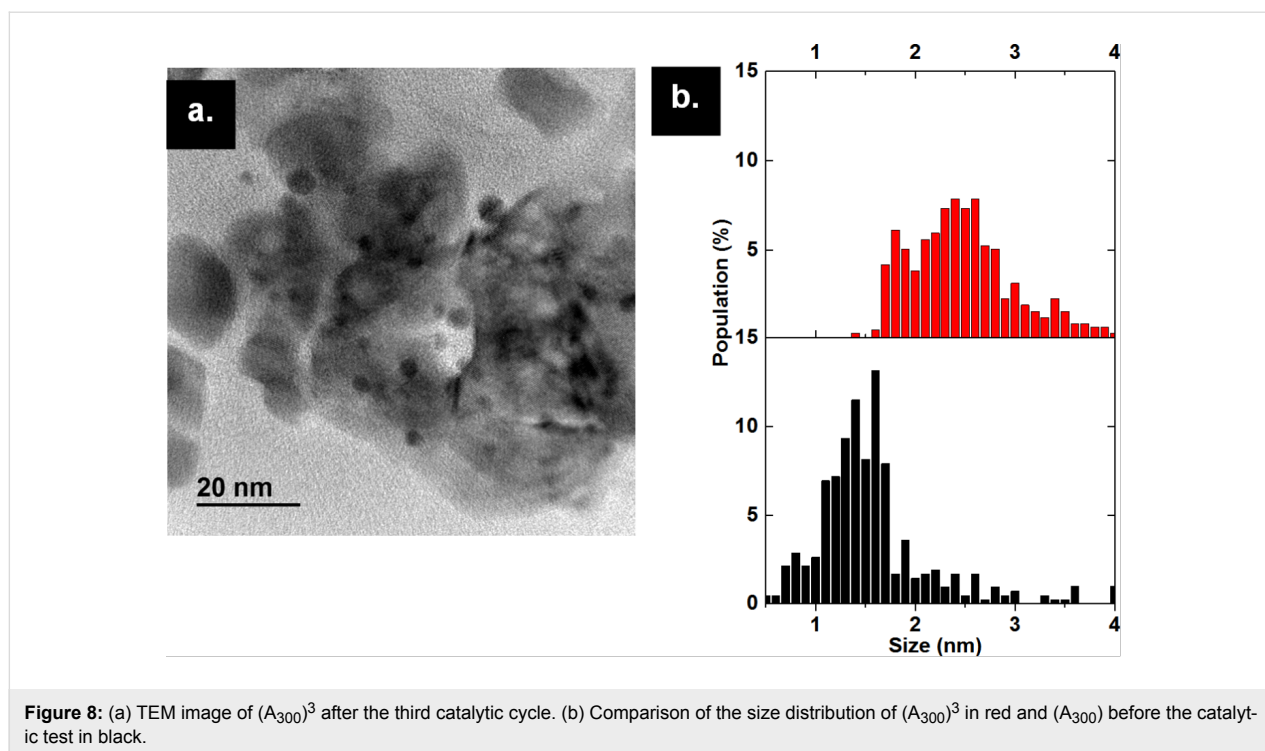 a.
20 nm
b.
1 2 3 4
15
10
5
15
10
5
0
Population (%)
1 2 3 4
Size (nm)
Figure 8: (a) TEM image of (A300)3 after the third catalytic cycle. (b) Comparison of the size distribution of (A300)3 in red and (A300) before the catalyt-
ic test in black.